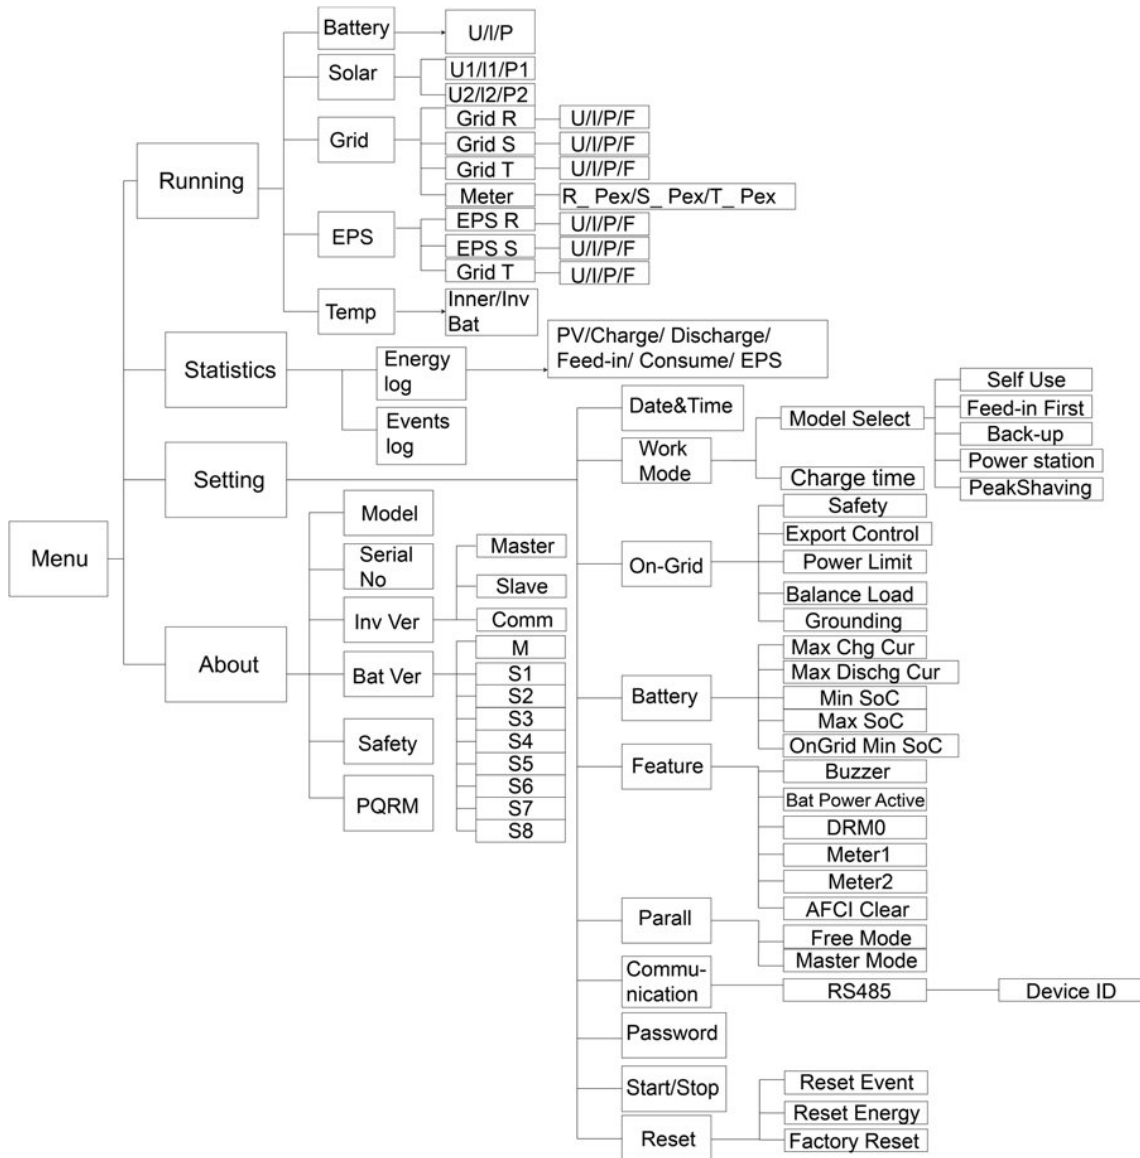 Menu
Running
Battery
U/I/P
Solar
U1/I1/P1
U2/I2/P2
Grid
Grid R
U/I/P/F
Grid S
U/I/P/F
Grid T
U/I/P/F
Meter
R_ Pex/S_ Pex/T_ Pex
EPS
EPS R
U/I/P/F
EPS S
U/I/P/F
Grid T
U/I/P/F
Temp
Inner/Inv
Bat
Statistics
Energy
log
PV/Charge/ Discharge/
Feed-in/ Consume/ EPS
Events
log
Setting
Date&Time
Work
Mode
Model Select
Self Use
Feed-in First
Back-up
Power station
PeakShaving
Charge time
On-Grid
Safety
Export Control
Power Limit
Balance Load
Grounding
Battery
Max Chg Cur
Max Dischg Cur
Min SoC
Max SoC
OnGrid Min SoC
Feature
Buzzer
Bat Power Active
DRM0
Meter1
Meter2
AFCI Clear
Parall
Free Mode
Master Mode
Commu-
nication
RS485
Device ID
Password
Start/Stop
Reset
Reset Event
Reset Energy
Factory Reset
About
Model
Serial
No
Inv Ver
Master
Slave
Comm
Bat Ver
M
S1
S2
S3
S4
S5
S6
S7
S8
Safety
PQRM